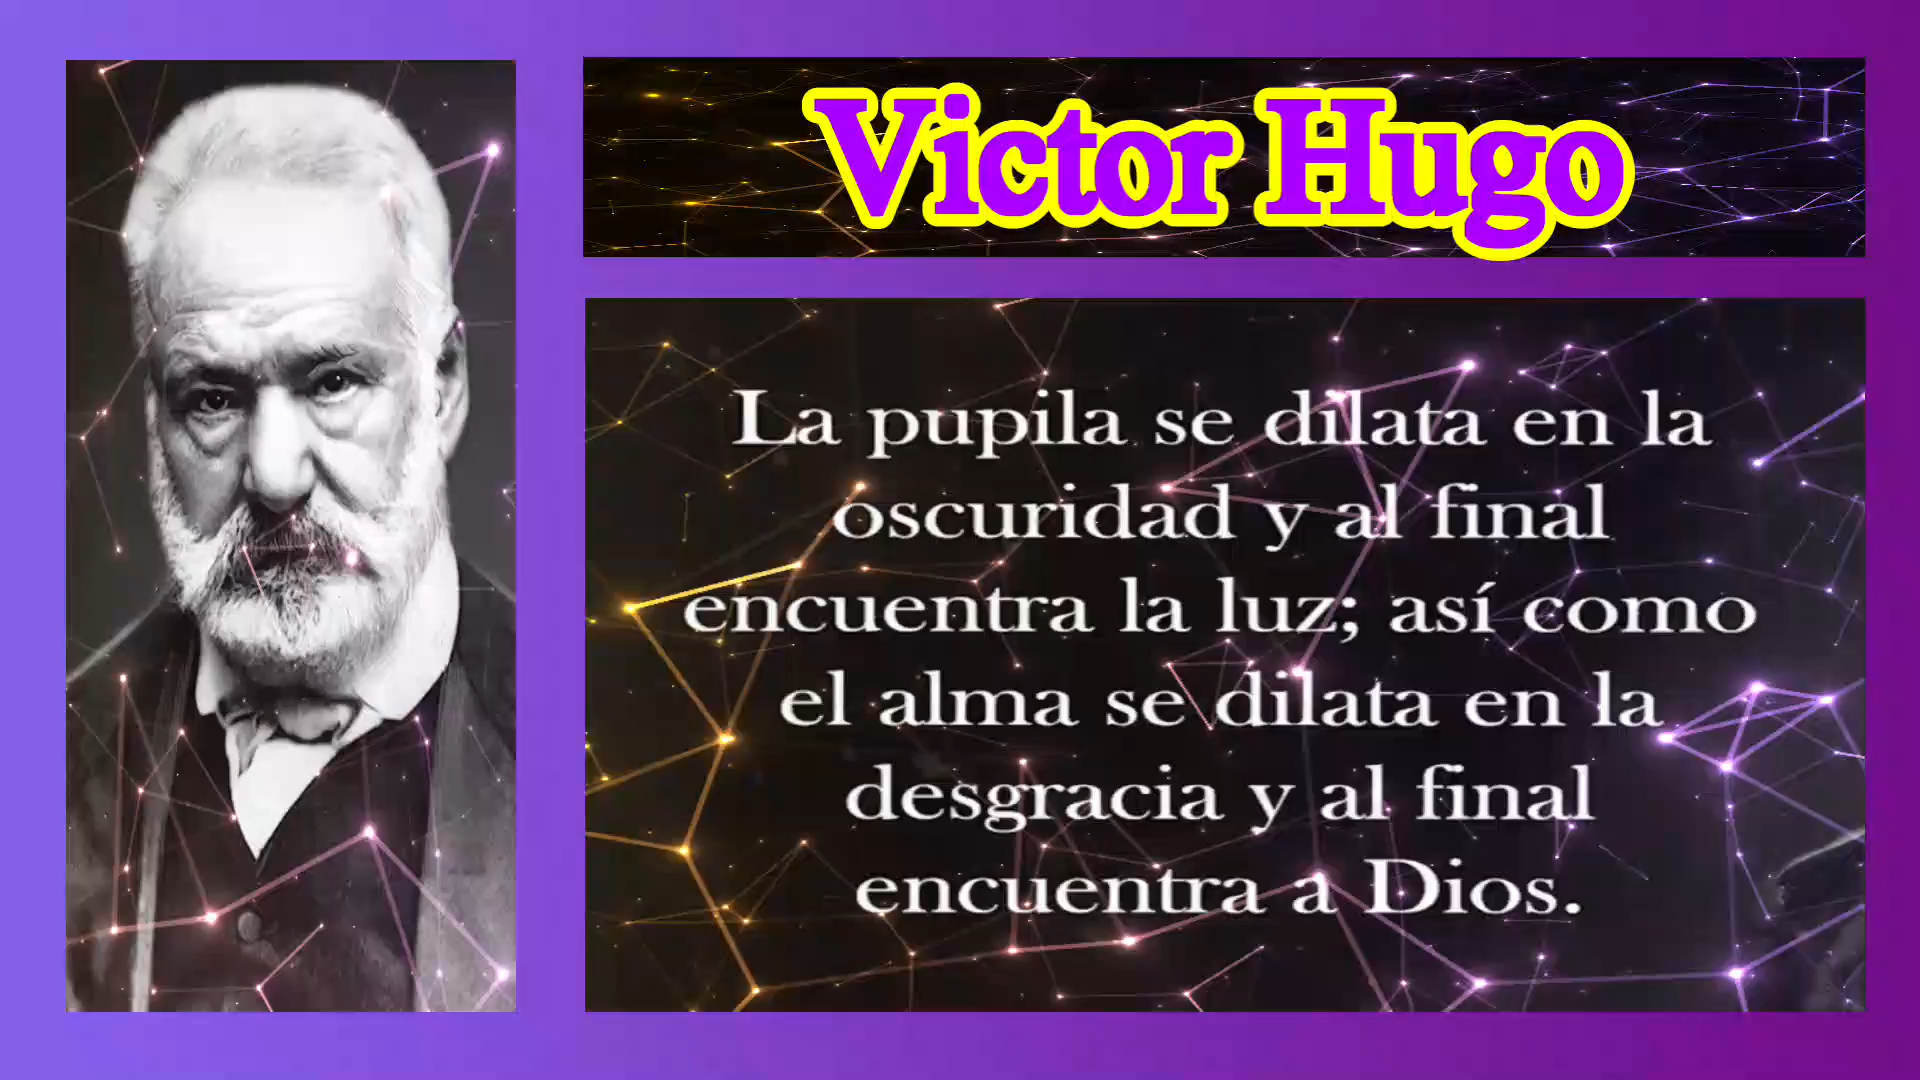 Victor Hugo
La pupila se dilata en la
oscuridad y al final
encuentra la luz; así como
el alma se dilata en la
desgracia y al final
encuentra a Dios.